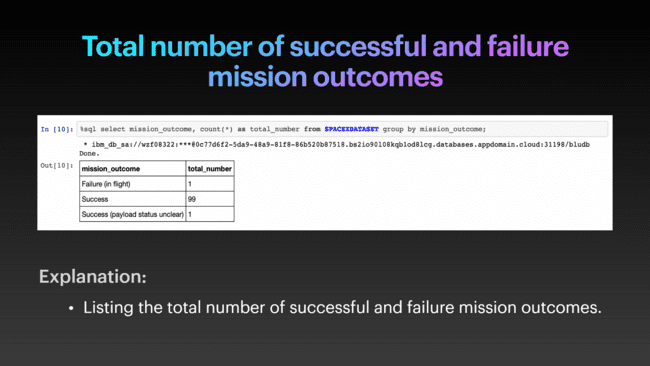 Total number of successful and failure
mission outcomes
In [10]: %sql select mission_outcome, count(*) as total_number from SPACEXDATASET group by mission_outcome;
* ibm_db_sa://wzf08322:***@0c77d6f2-5da9-48a9-81f8-86b520b87518.bs2io90l08kqb1od8lcg.databases.appdomain.cloud:31198/bludb
Done.
Out[10]:
mission_outcome total_number
Failure (in flight) 1
Success 99
Success (payload status unclear) 1
Explanation:
• Listing the total number of successful and failure mission outcomes.